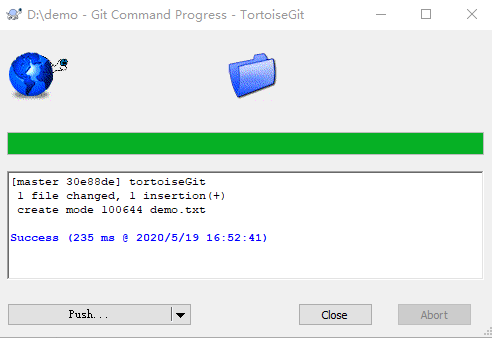 D:\demo - Git Command Progress - TortoiseGit
[master 30e88de] tortoiseGit
1 file changed, 1 insertion(+)
create mode 100644 demo.txt
Success (235 ms @ 2020/5/19 16:52:41)
Push...
Close
Abort